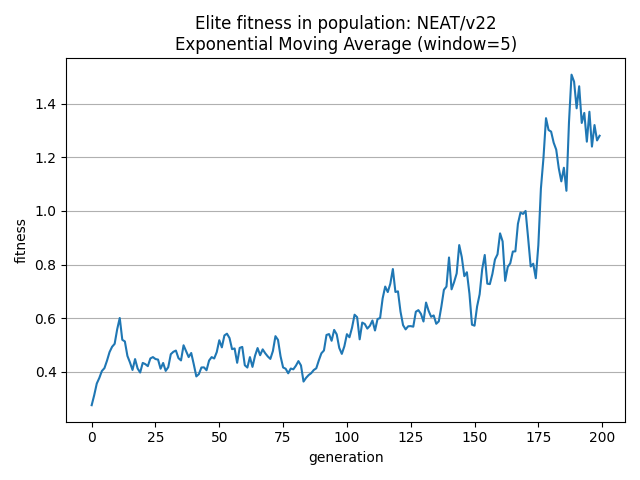 Elite fitness in population: NEAT/v22
Exponential Moving Average (window=5)
fitness
1.4
1.2
1.0
0.8
0.6
0.4
0 25 50 75 100 125 150 175 200
generation